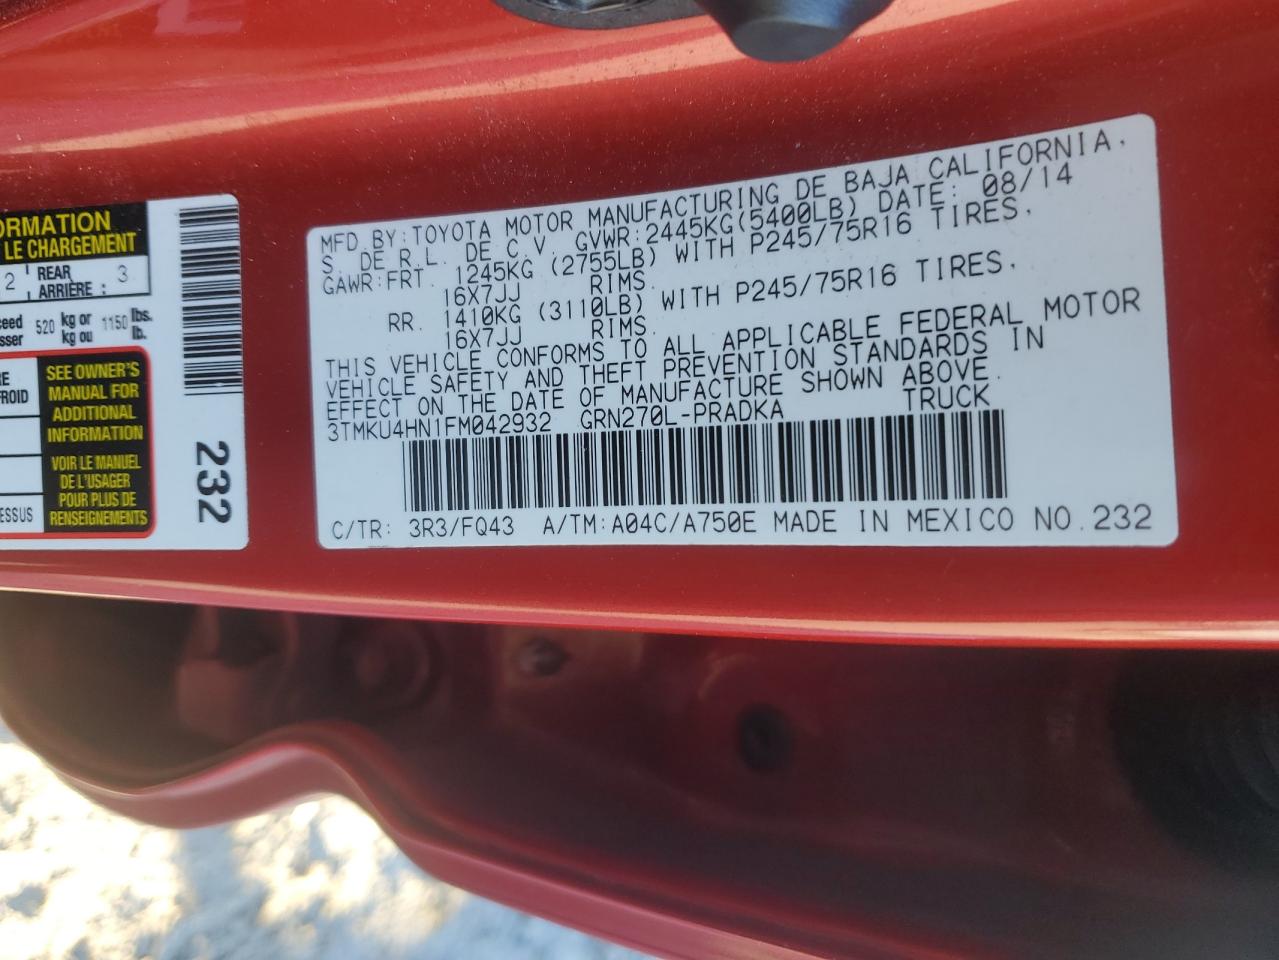 ORMATION
LE CHARGEMENT
2 REAR ARRIÈRE : 3
520 kg or kg ou 1150 lbs. lb.
SEE OWNER'S
MANUAL FOR
ADDITIONAL
INFORMATION
VOIR LE MANUEL
DE L'USAGER
POUR PLUS DE
RENSEIGNEMENTS
232
MFD. BY: TOYOTA MOTOR MANUFACTURING DE BAJA CALIFORNIA,
S. DE R.L. DE C.V. GVWR:2445KG(5400LB) DATE: 08/14
GAWR:FRT. 1245KG (2755LB) WITH P245/75R16 TIRES,
16X7JJ RIMS.
RR. 1410KG (3110LB) WITH P245/75R16 TIRES,
16X7JJ RIMS.
THIS VEHICLE CONFORMS TO ALL APPLICABLE FEDERAL MOTOR
VEHICLE SAFETY AND THEFT PREVENTION STANDARDS IN
EFFECT ON THE DATE OF MANUFACTURE SHOWN ABOVE.
3TMKU4HN1FM042932 GRN270L-PRADKA TRUCK
C/TR: 3R3/FQ43 A/TM: A04C/A750E MADE IN MEXICO NO.232